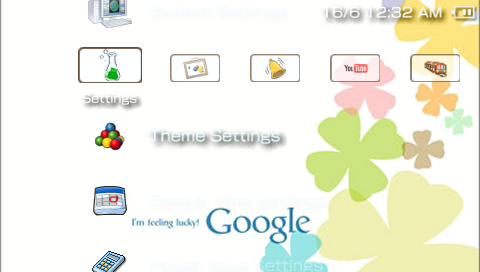 System Settings
16/6 12:32 AM
YouTube
Settings
Theme Settings
Date & Time Settings
I'm feeling lucky! Google
Power Save Settings